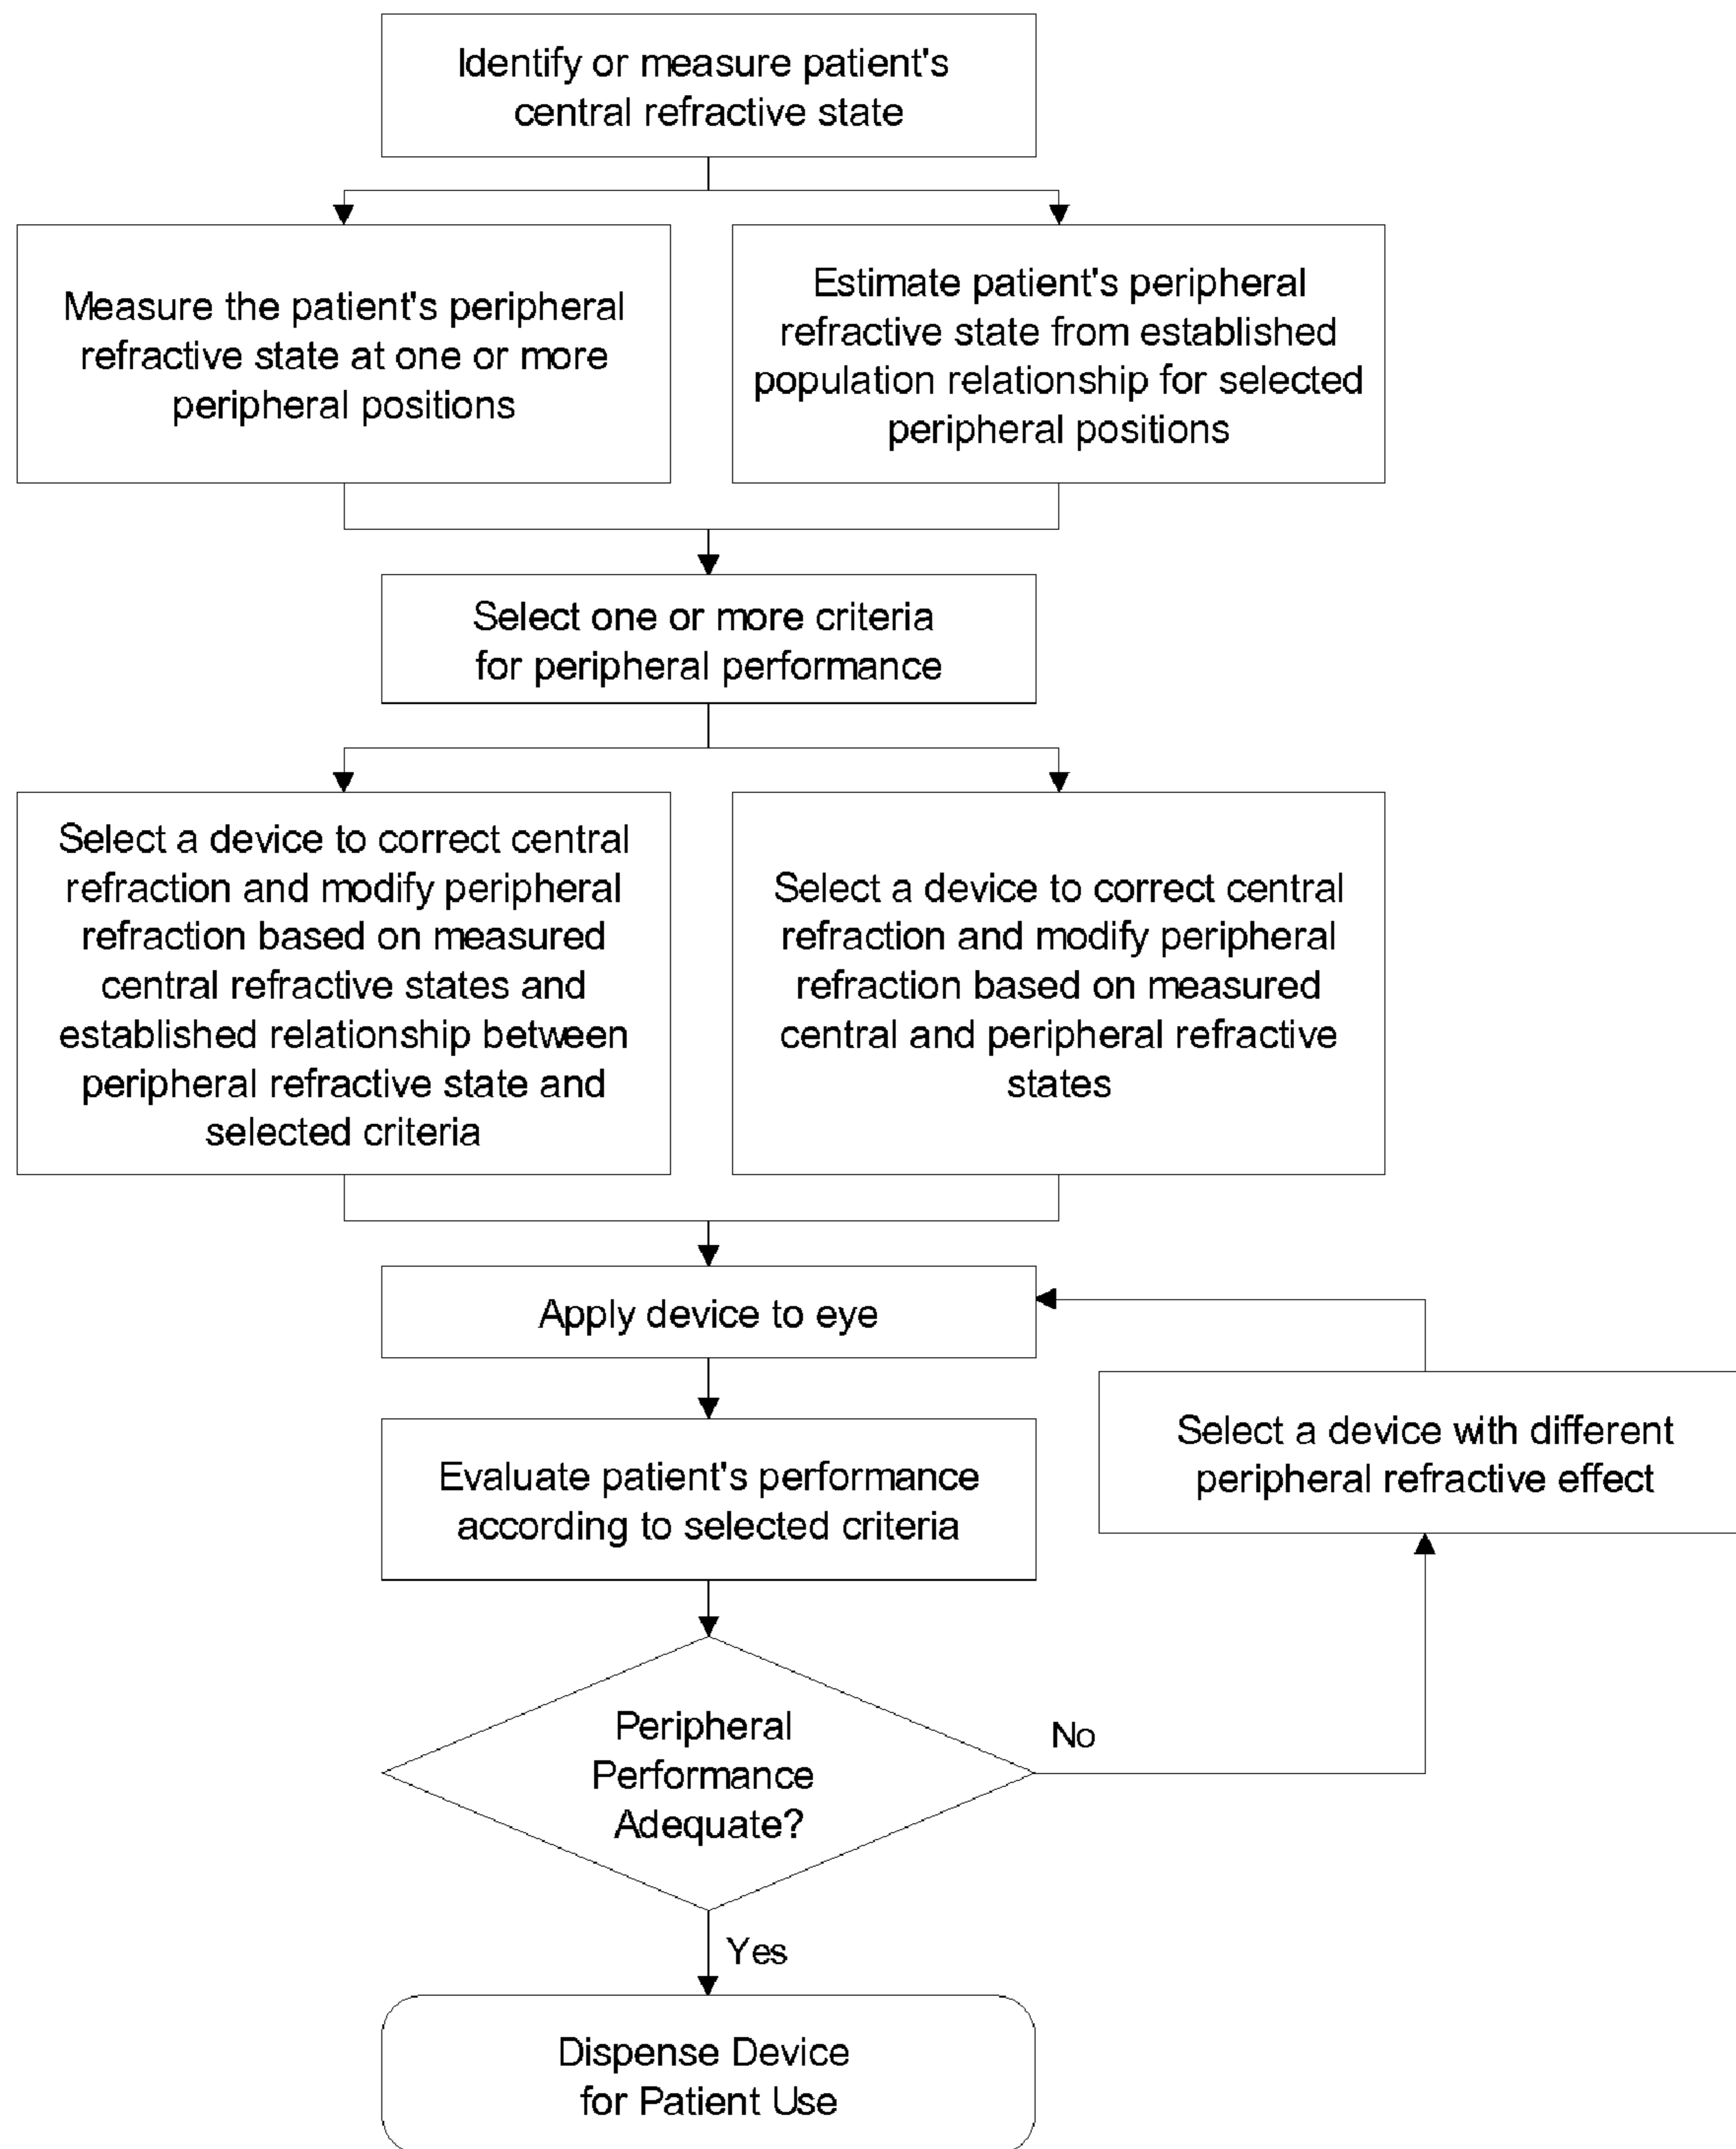 Identify or measure patient's
central refractive state
Measure the patient's peripheral
refractive state at one or more
peripheral positions
Estimate patient's peripheral
refractive state from established
population relationship for selected
peripheral positions
Select one or more criteria
for peripheral performance
Select a device to correct central
refraction and modify peripheral
refraction based on measured
central refractive states and
established relationship between
peripheral refractive state and
selected criteria
Select a device to correct central
refraction and modify peripheral
refraction based on measured
central and peripheral refractive
states
Apply device to eye
Select a device with different
peripheral refractive effect
Evaluate patient's performance
according to selected criteria
Peripheral
Performance
Adequate?
No
Yes
Dispense Device
for Patient Use